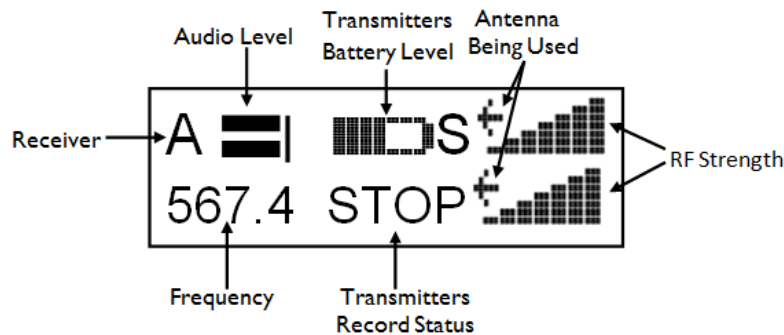 Audio Level
Transmitters
Battery Level
Antenna
Being Used
Receiver
A
S
RF Strength
567.4 STOP
Frequency
Transmitters
Record Status